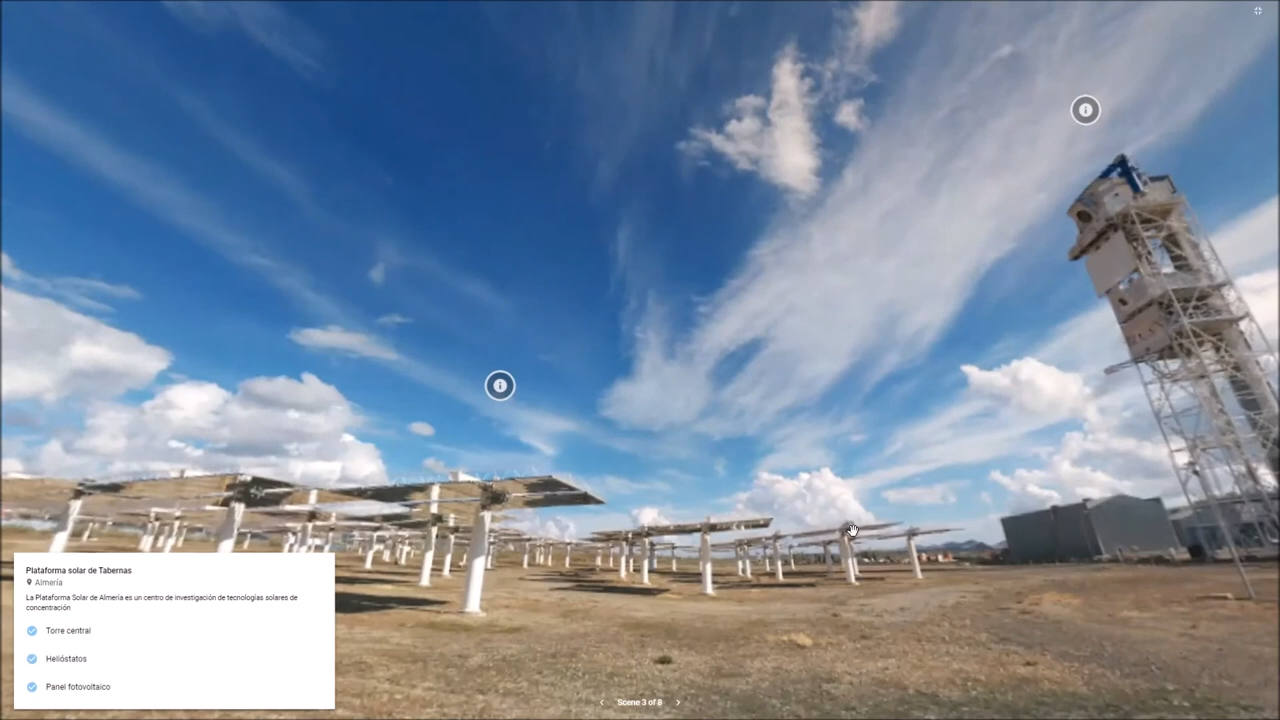 Plataforma solar de Tabernas
Almería
La Plataforma Solar de Almería es un centro de investigación de tecnologías solares de
concentración
Torre central
Helióstatos
Panel fotovoltaico
Scene 3 of 8